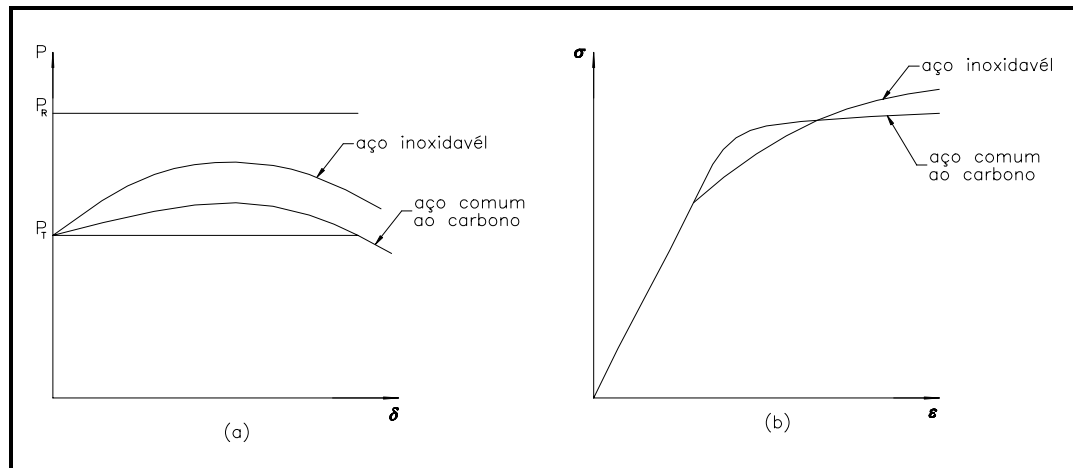 P
P_R
aço inoxidavél
P_T
aço comum
ao carbono
δ
(a)
σ
aço inoxidavél
aço comum
ao carbono
ε
(b)